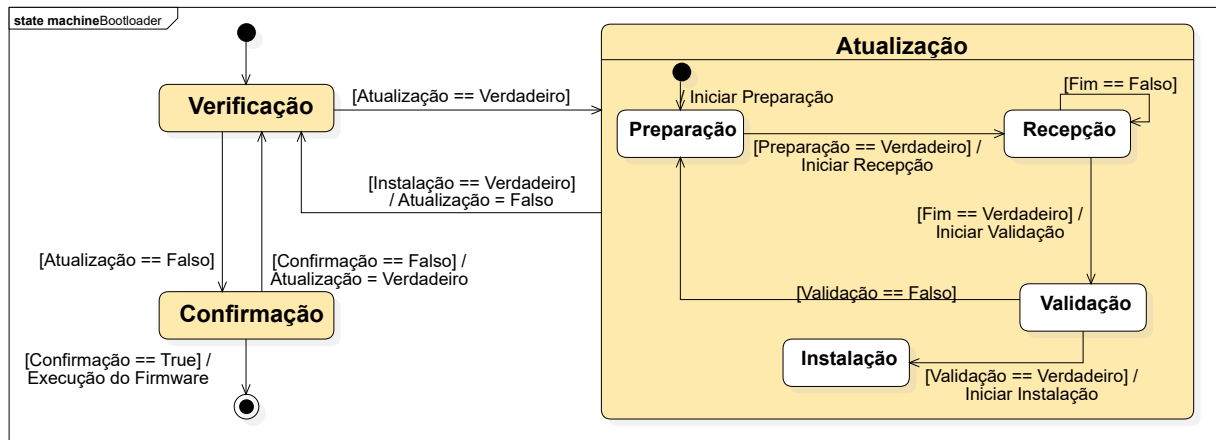 state machineBootloader
Atualização
Verificação
[Atualização == Verdadeiro]
/ Iniciar Preparação
[Fim == Falso]
Preparação
Recepção
[Preparação == Verdadeiro] /
Iniciar Recepção
[Instalação == Verdadeiro]
/ Atualização = Falso
[Fim == Verdadeiro] /
Iniciar Validação
[Atualização == Falso]
[Confirmação == Falso] /
Atualização = Verdadeiro
[Validação == Falso]
Validação
Confirmação
Instalação
[Confirmação == True] /
Execução do Firmware
[Validação == Verdadeiro] /
Iniciar Instalação